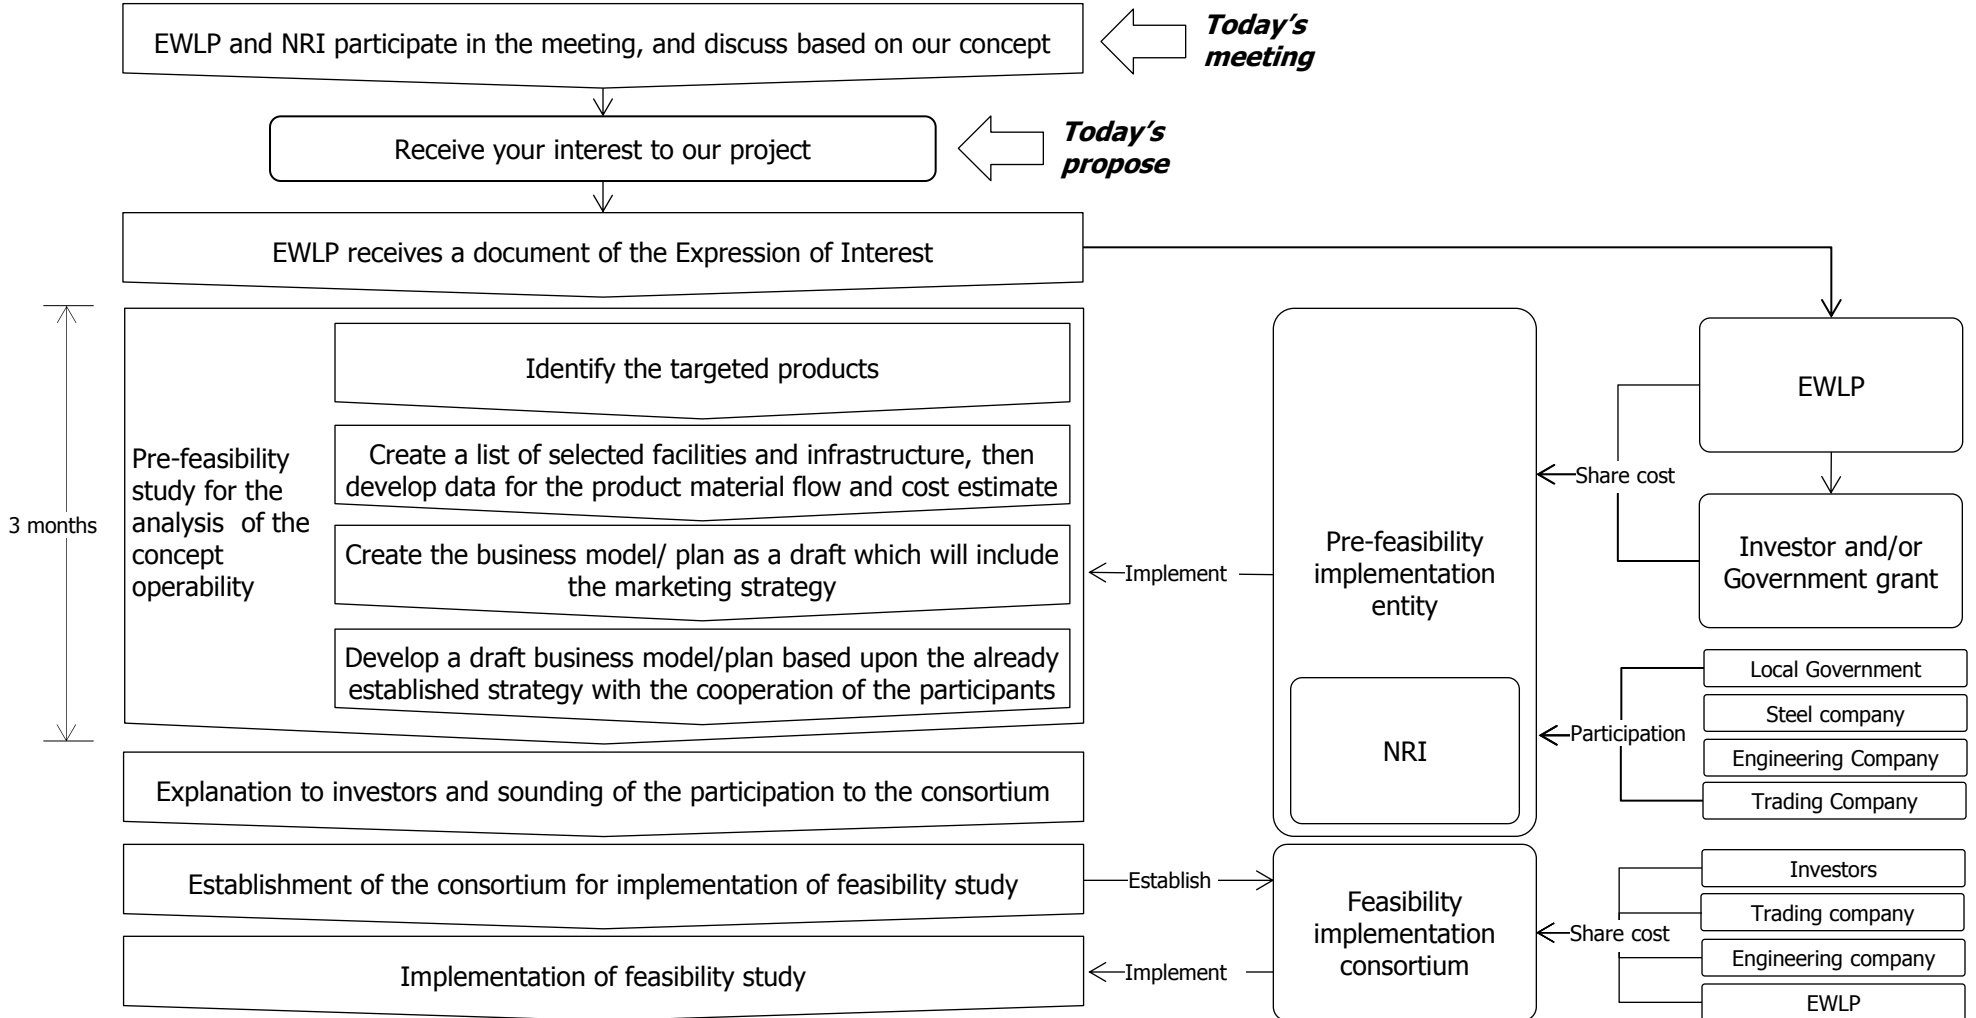 EWLP and NRI participate in the meeting, and discuss based on our concept
Today’s
meeting
Receive your interest to our project
Today’s
propose
EWLP receives a document of the Expression of Interest
3 months
Pre-feasibility
study for the
analysis of the
concept
operability
Identify the targeted products
Create a list of selected facilities and infrastructure, then
develop data for the product material flow and cost estimate
Create the business model/ plan as a draft which will include
the marketing strategy
Develop a draft business model/plan based upon the already
established strategy with the cooperation of the participants
Implement
Pre-feasibility
implementation
entity
NRI
Share cost
EWLP
Investor and/or
Government grant
Participation
Local Government
Steel company
Engineering Company
Trading Company
Explanation to investors and sounding of the participation to the consortium
Establishment of the consortium for implementation of feasibility study
Establish
Implementation of feasibility study
Implement
Feasibility
implementation
consortium
Share cost
Investors
Trading company
Engineering company
EWLP